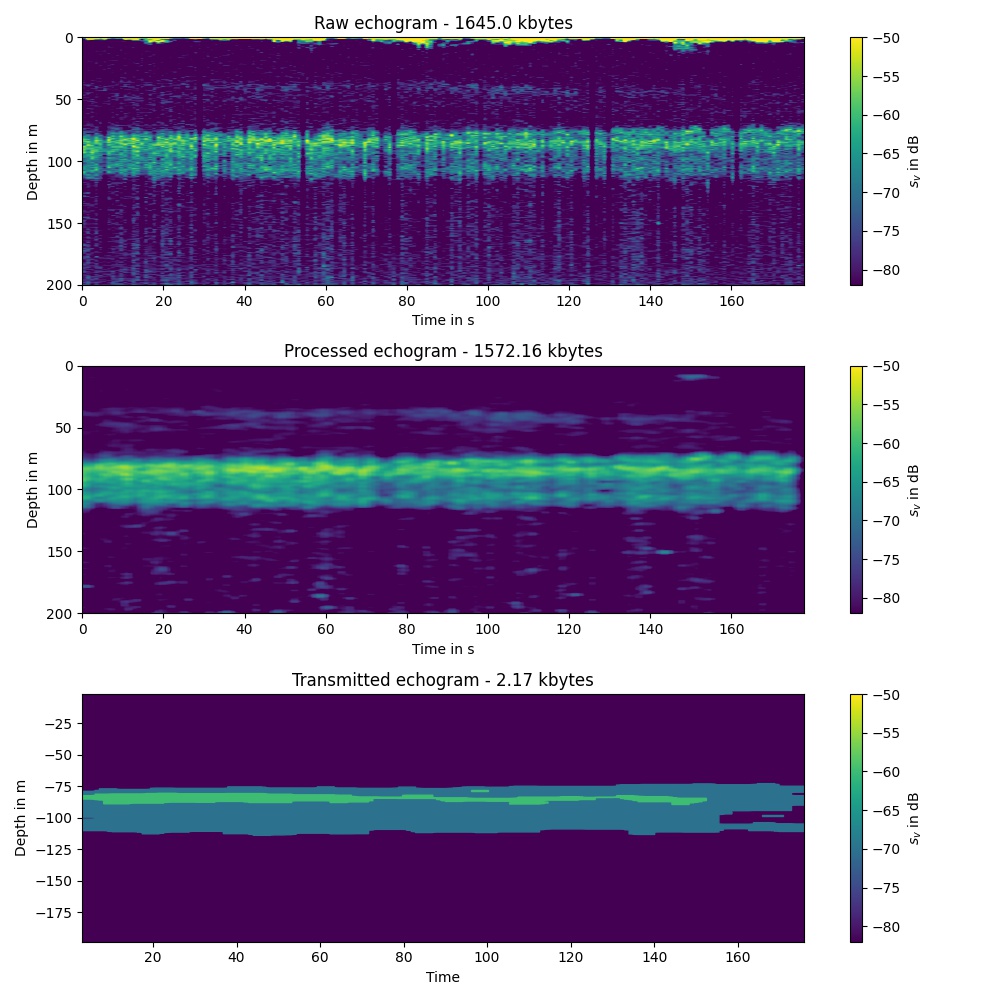 Raw echogram - 1645.0 kbytes
0
50
100
150
200
Depth in m
0 20 40 60 80 100 120 140 160
Time in s
−50
−55
−60
−65
−70
−75
−80
s_v in dB
Processed echogram - 1572.16 kbytes
0
50
100
150
200
Depth in m
0 20 40 60 80 100 120 140 160
Time in s
−50
−55
−60
−65
−70
−75
−80
s_v in dB
Transmitted echogram - 2.17 kbytes
−25
−50
−75
−100
−125
−150
−175
Depth in m
20 40 60 80 100 120 140 160
Time
−50
−55
−60
−65
−70
−75
−80
s_v in dB